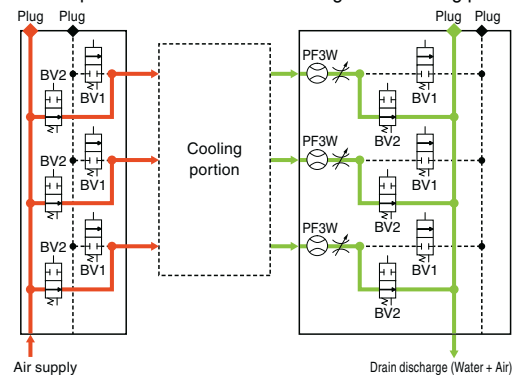 Plug Plug
Plug Plug
PF3W
BV2
BV1
BV1
BV2
PF3W
BV2
BV1
Cooling
portion
BV1
BV2
PF3W
BV2
BV1
BV1
BV2
Air supply
Drain discharge (Water + Air)